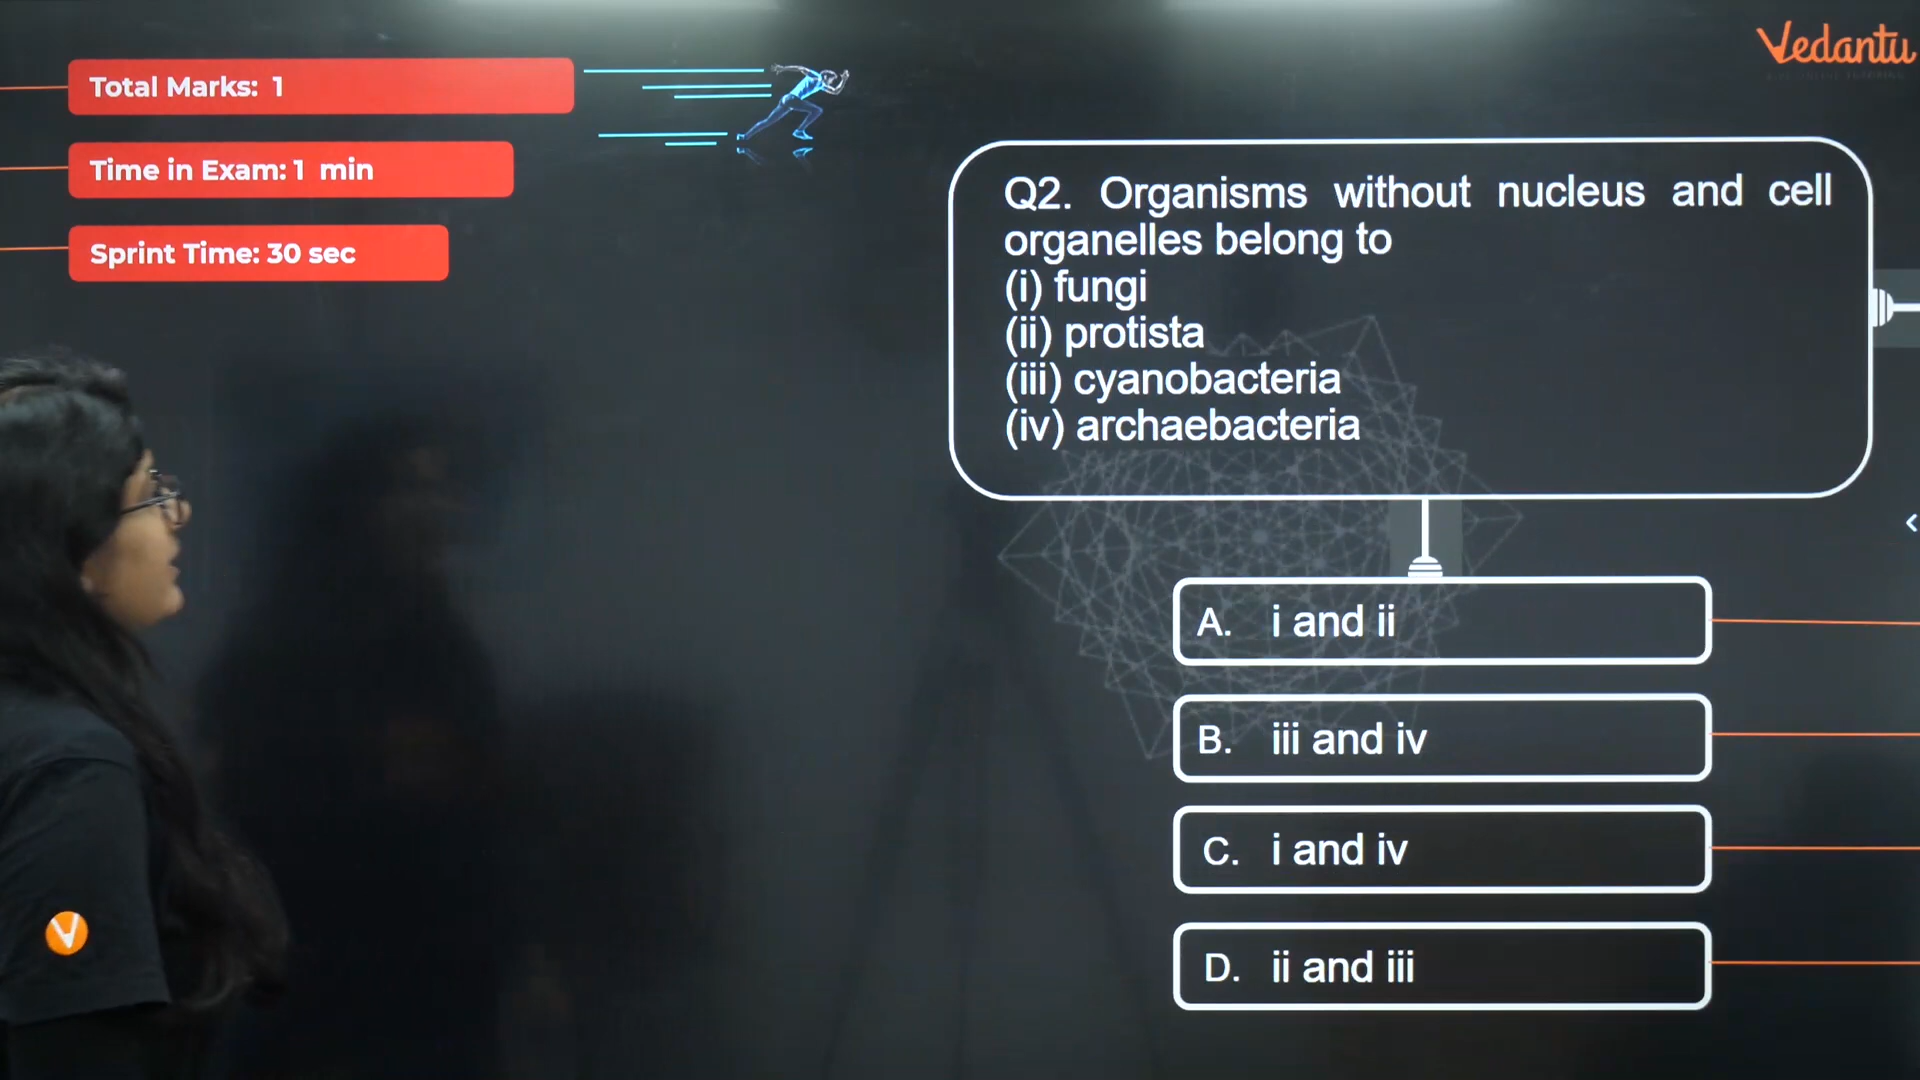 Total Marks: 1
Time in Exam: 1 min
Sprint Time: 30 sec
Vedantu
Q2. Organisms without nucleus and cell
organelles belong to
(i) fungi
(ii) protista
(iii) cyanobacteria
(iv) archaebacteria
A. i and ii
B. iii and iv
C. i and iv
D. ii and iii